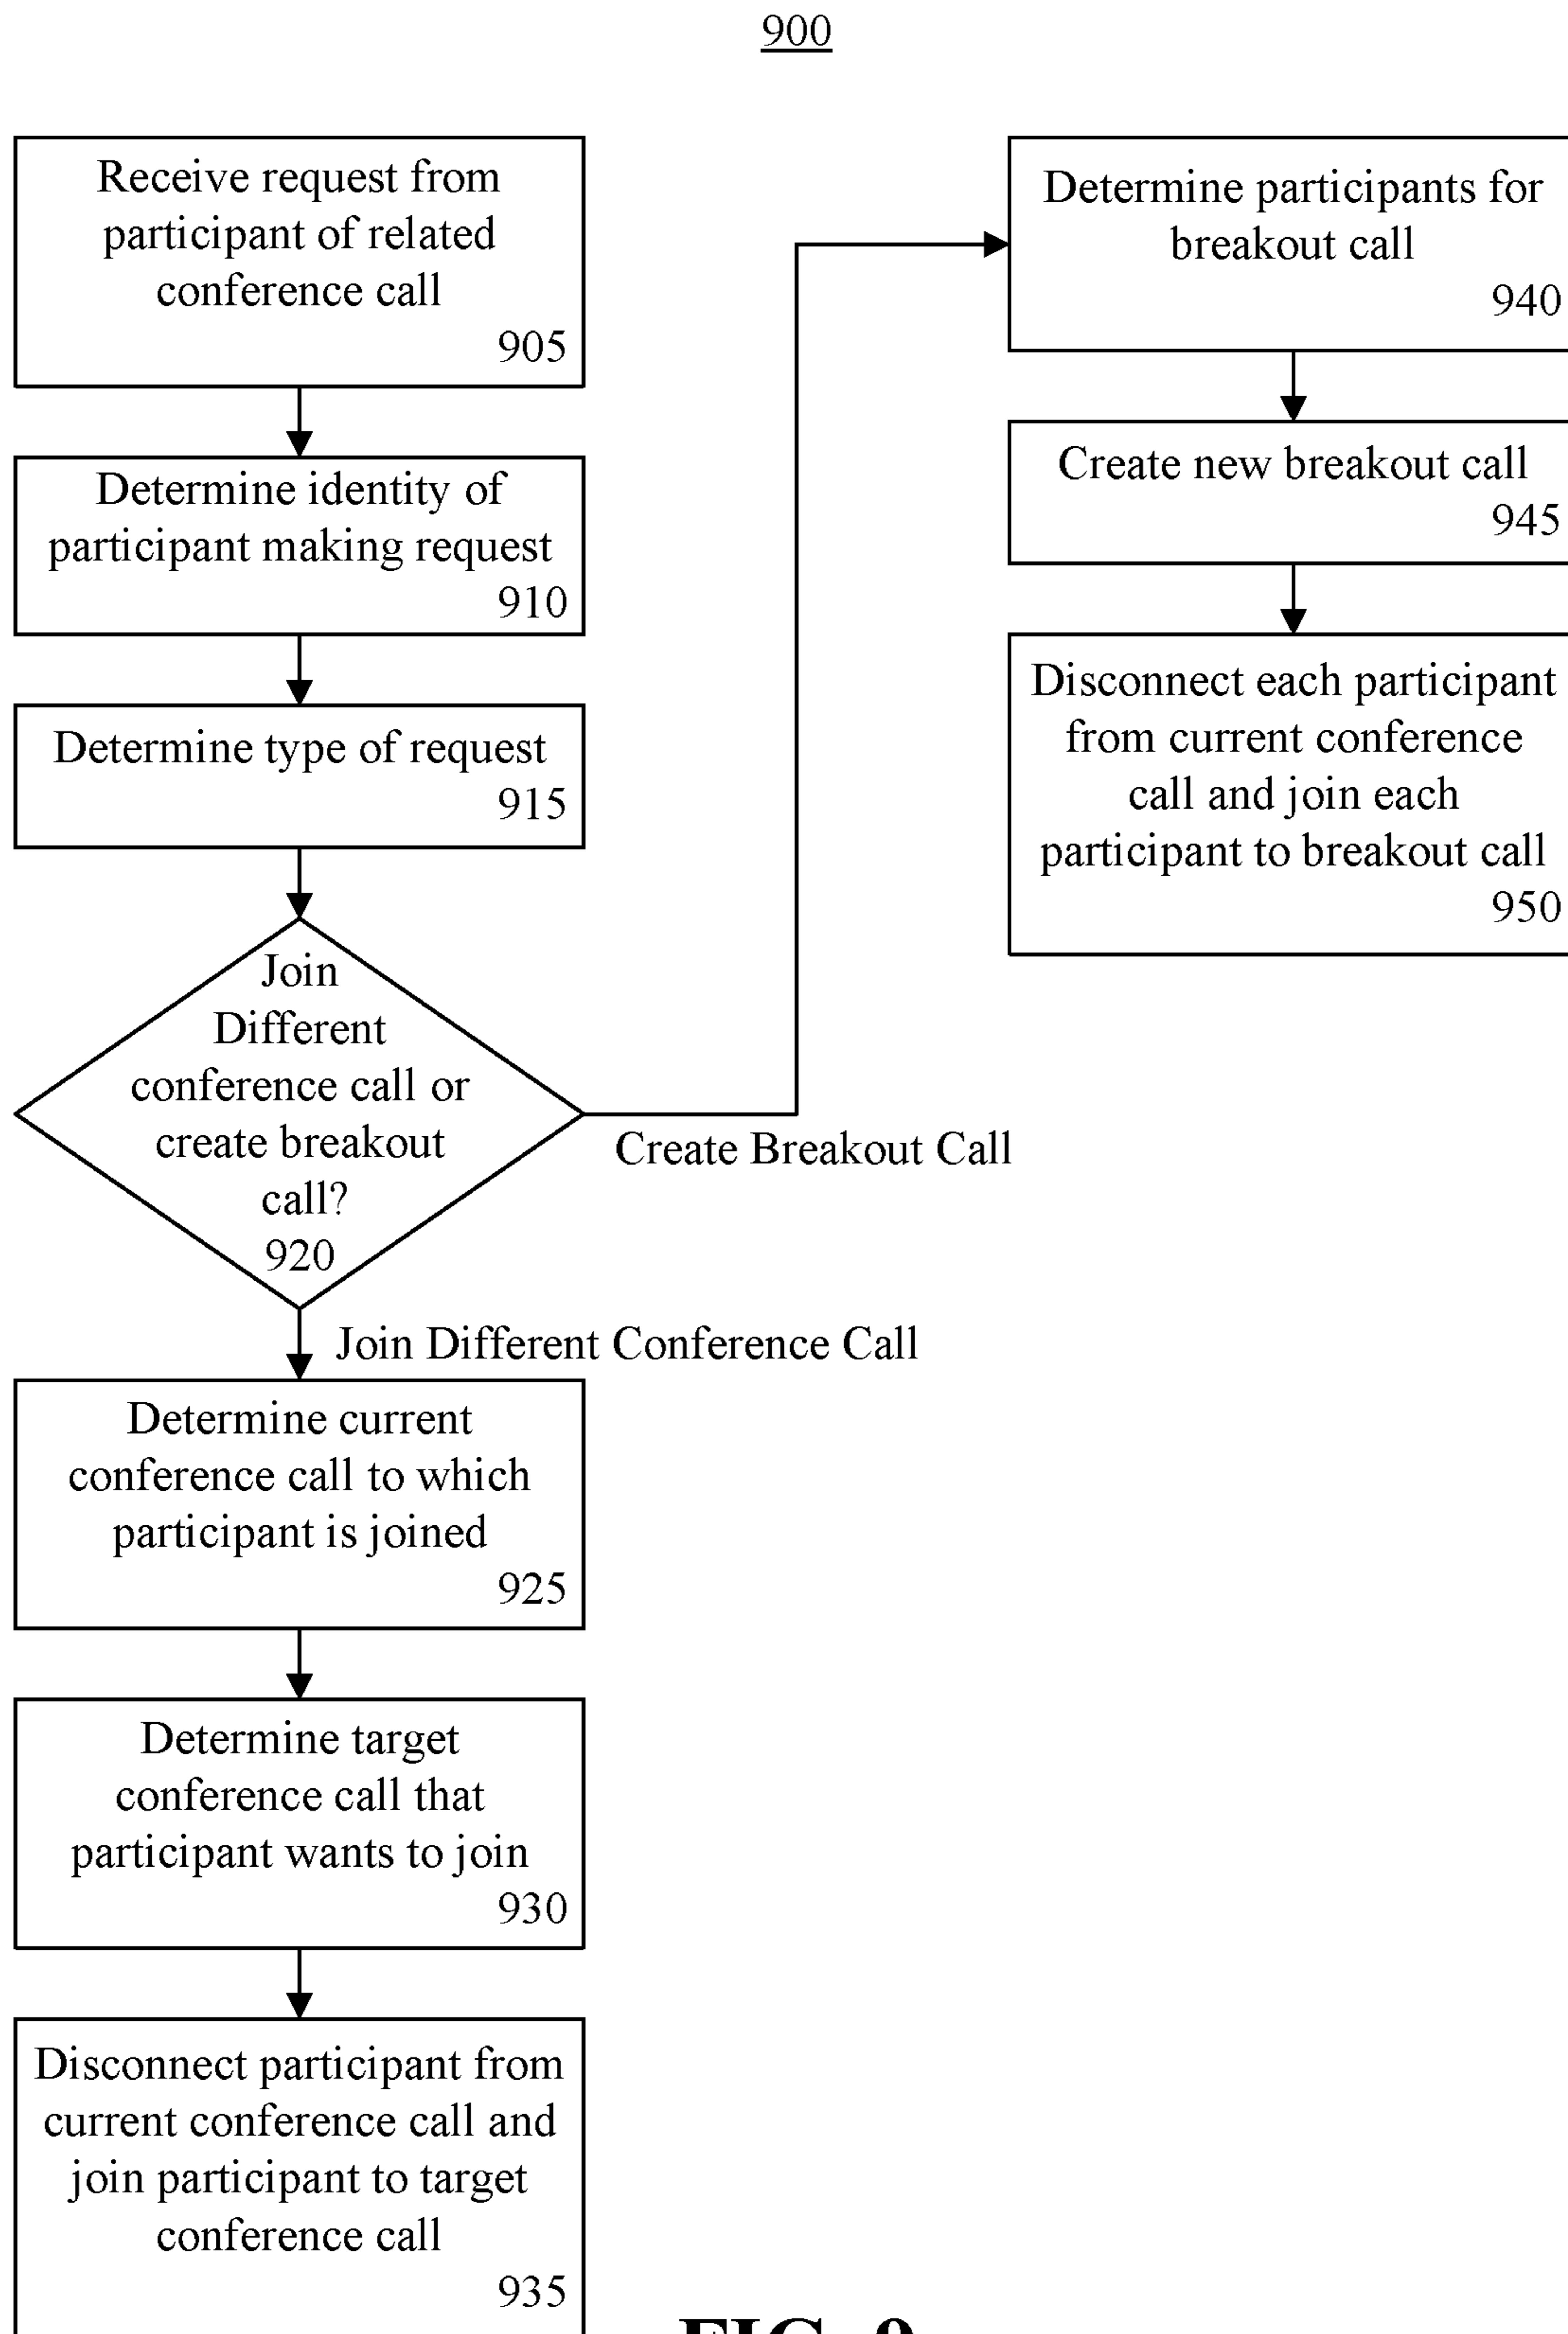 900
Receive request from
participant of related
conference call
905
Determine identity of
participant making request
910
Determine type of request
915
Join
Different
conference call or
create breakout
call?
920
Create Breakout Call
Join Different Conference Call
Determine current
conference call to which
participant is joined
925
Determine target
conference call that
participant wants to join
930
Disconnect participant from
current conference call and
join participant to target
conference call
935
Determine participants for
breakout call
940
Create new breakout call
945
Disconnect each participant
from current conference
call and join each
participant to breakout call
950
FIG. 9